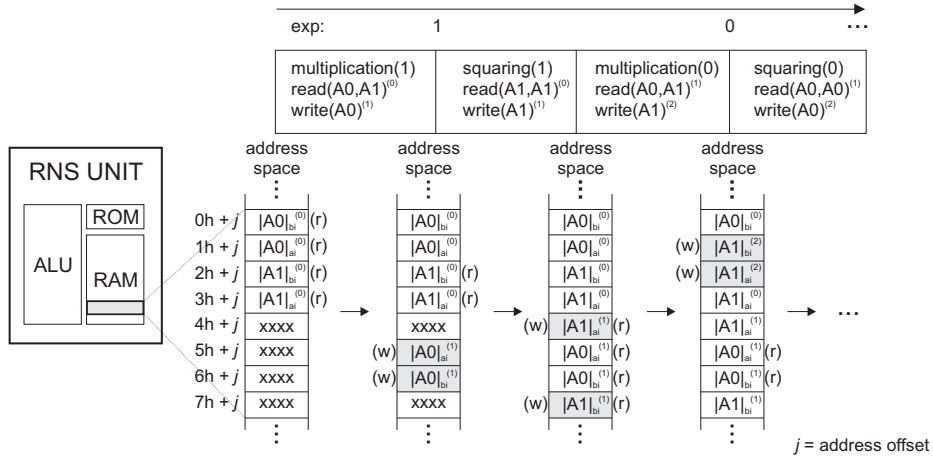 exp: 1 0 ...
multiplication(1) squaring(1) multiplication(0) squaring(0)
read(A0,A1)⁽⁰⁾ read(A1,A1)⁽⁰⁾ read(A0,A1)⁽¹⁾ read(A0,A0)⁽¹⁾
write(A0)⁽¹⁾ write(A1)⁽¹⁾ write(A1)⁽²⁾ write(A0)⁽²⁾
address address address address
space space space space
RNS UNIT
ALU
ROM
RAM
0h + j |A0|bi⁽⁰⁾ (r) |A0|bi⁽⁰⁾ |A0|bi⁽⁰⁾ |A0|bi⁽⁰⁾
1h + j |A0|ai⁽⁰⁾ (r) |A0|ai⁽⁰⁾ |A0|ai⁽⁰⁾ (w) |A1|bi⁽²⁾
2h + j |A1|bi⁽⁰⁾ (r) |A1|bi⁽⁰⁾ (r) |A1|bi⁽⁰⁾ (w) |A1|ai⁽²⁾
3h + j |A1|ai⁽⁰⁾ (r) |A1|ai⁽⁰⁾ (r) |A1|ai⁽⁰⁾ |A1|ai⁽⁰⁾ ...
4h + j xxxx xxxx (w) |A1|ai⁽¹⁾ (r) |A1|ai⁽¹⁾
5h + j xxxx (w) |A0|ai⁽¹⁾ |A0|ai⁽¹⁾ (r) |A0|ai⁽¹⁾ (r)
6h + j xxxx (w) |A0|bi⁽¹⁾ |A0|bi⁽¹⁾ (r) |A0|bi⁽¹⁾ (r)
7h + j xxxx xxxx (w) |A1|bi⁽¹⁾ (r) |A1|bi⁽¹⁾
j = address offset